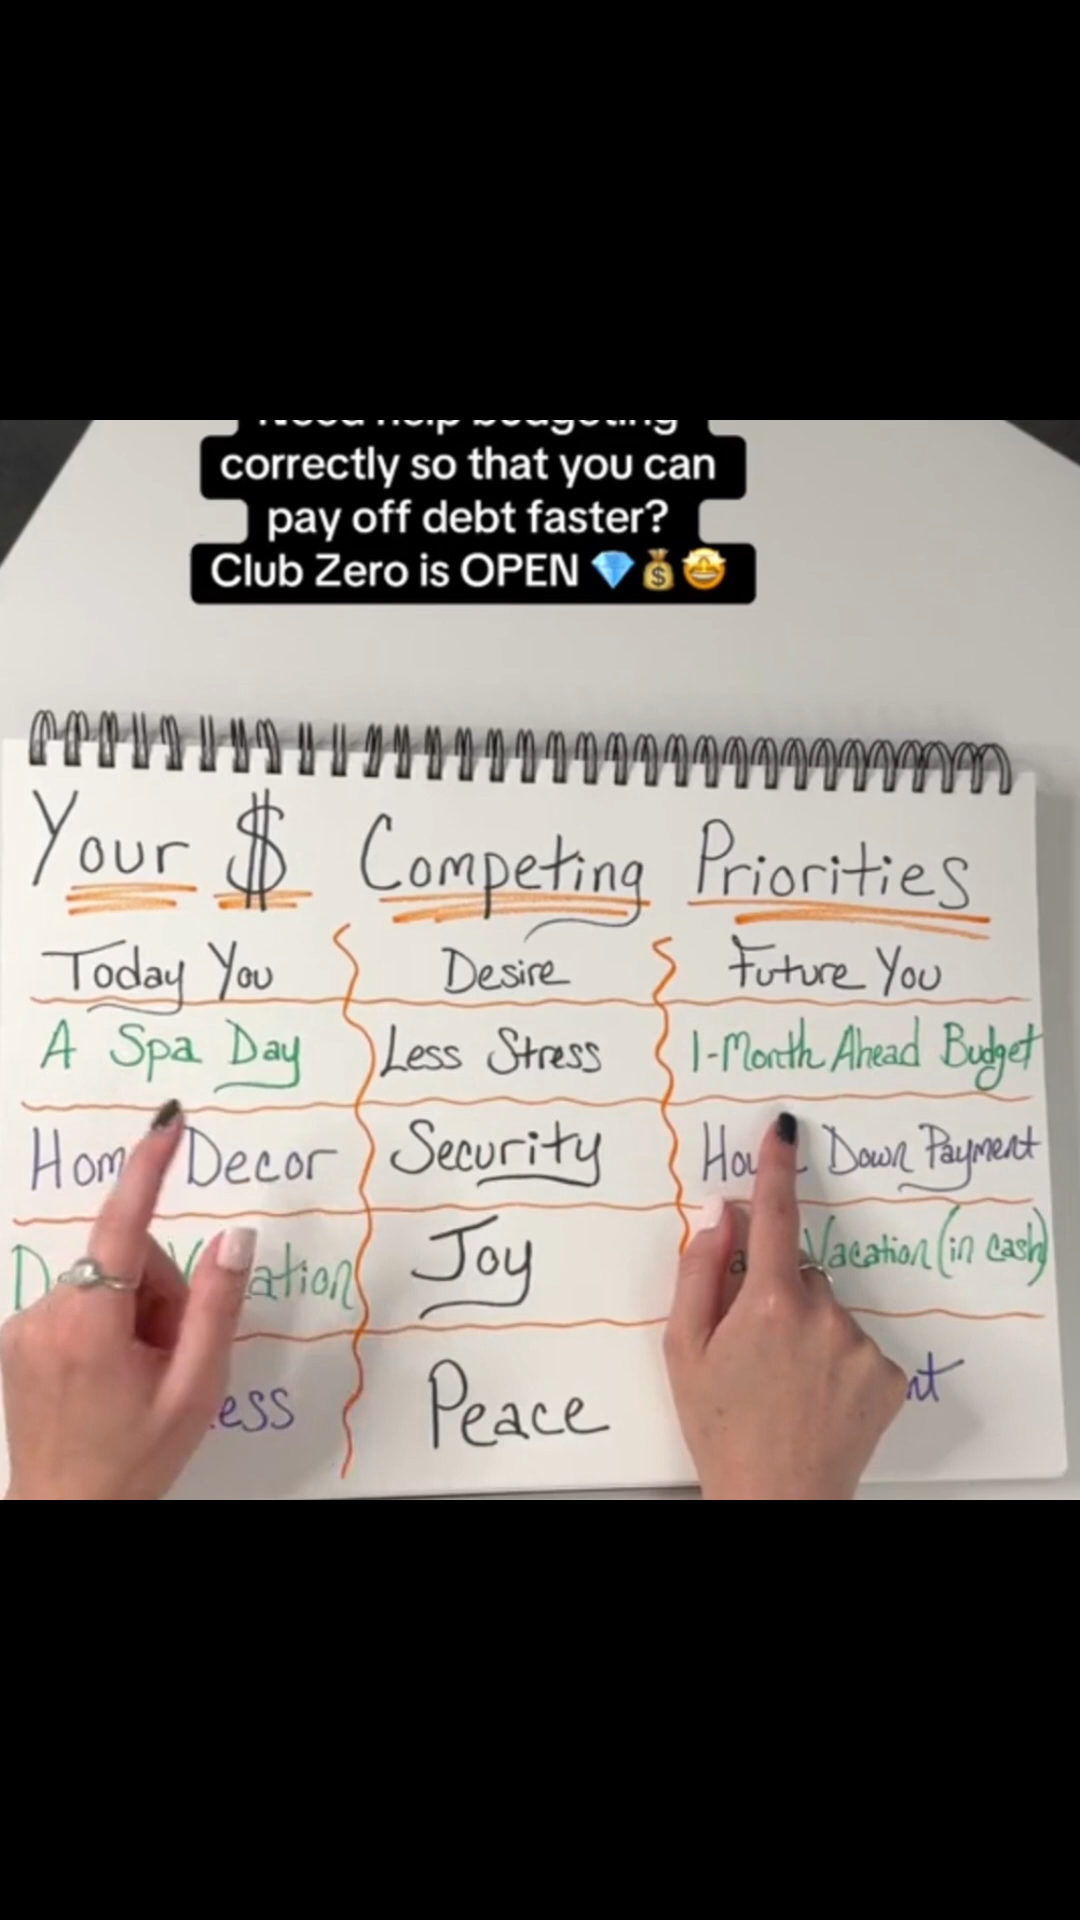 correctly so that you can
pay off debt faster?
Club Zero is OPEN 💎💰🤩
Your $ Competing Priorities
Today You Desire Future You
A Spa Day Less Stress 1-Month Ahead Budget
Decor Security Down Payment
Joy Vacation (in cash)
Peace